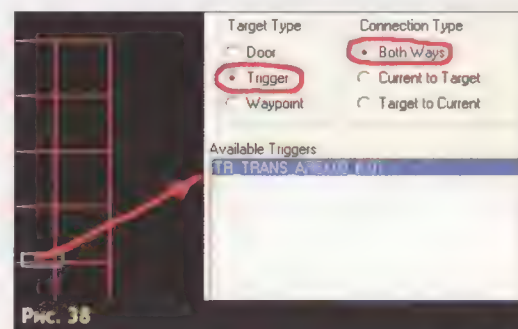 Target Type
Connection Type
Door
Both Ways
Trigger
Current to Target
Waypoint
Target to Current
Available Triggers
Рис. 38